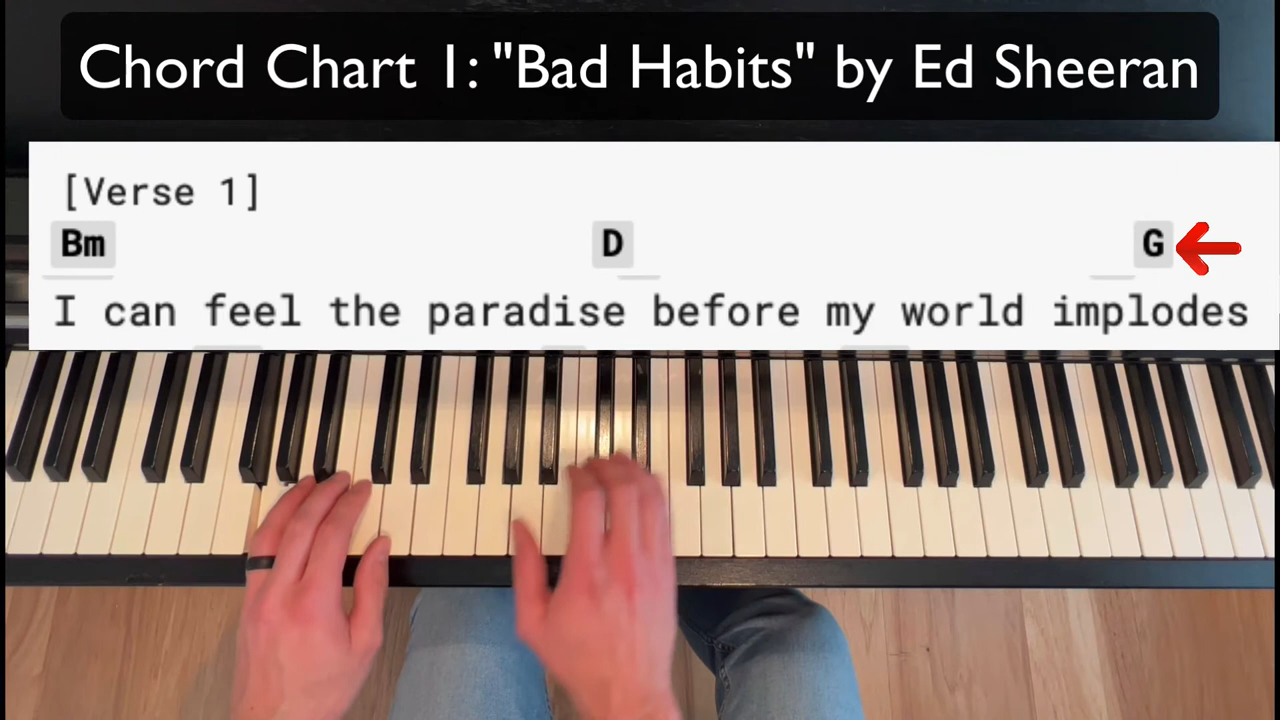 Chord Chart 1: "Bad Habits" by Ed Sheeran
[Verse 1]
Bm D G
I can feel the paradise before my world implodes